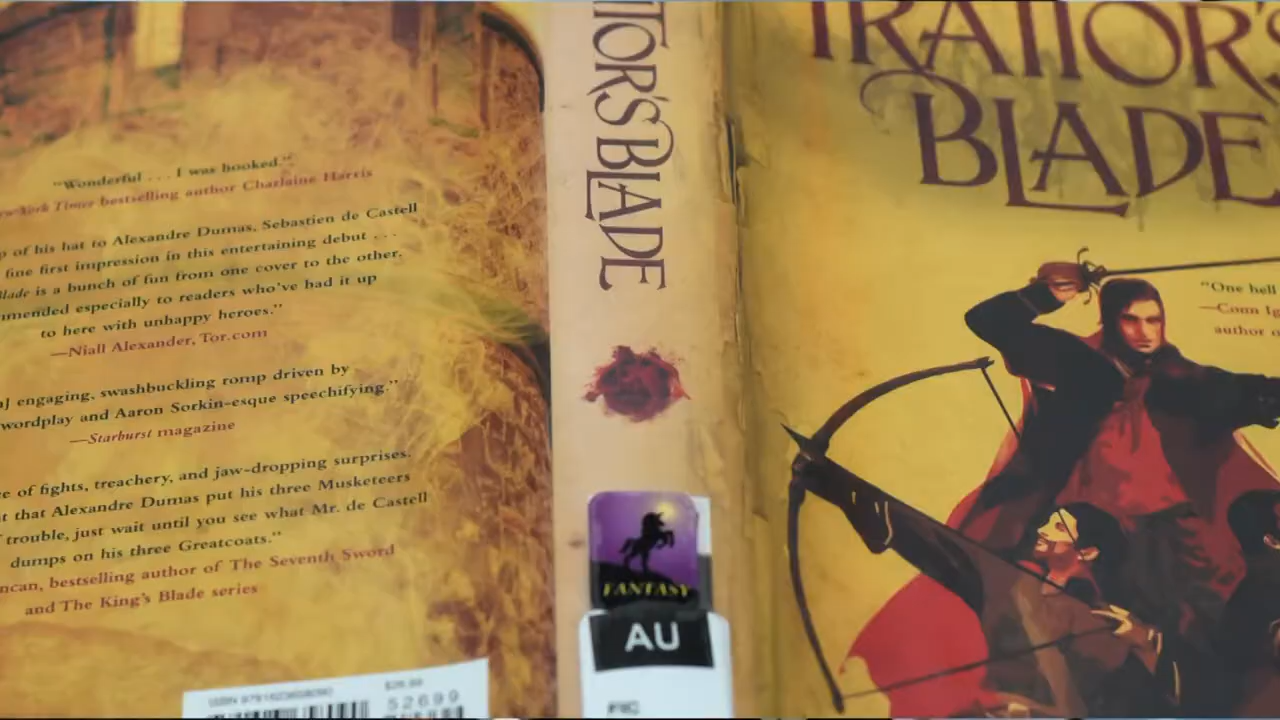 "Wonderful . . . I was hooked."
York Times bestselling author Charlaine Harris
of his hat to Alexandre Dumas, Sebastien de Castell
fine first impression in this entertaining debut . . .
Blade is a bunch of fun from one cover to the other.
especially to readers who've had it up
to here with unhappy heroes."
—Niall Alexander, Tor.com
engaging, swashbuckling romp driven by
wordplay and Aaron Sorkin-esque speechifying."
—Starburst magazine
of fights, treachery, and jaw-dropping surprises.
that Alexandre Dumas put his three Musketeers
trouble, just wait until you see what Mr. de Castell
dumps on his three Greatcoats."
bestselling author of The Seventh Sword
and The King's Blade series
52699
TOR'S BLADE
FANTASY
AU
FIC
TRAITOR'S
BLADE
"One hell
—Conn Ig
author